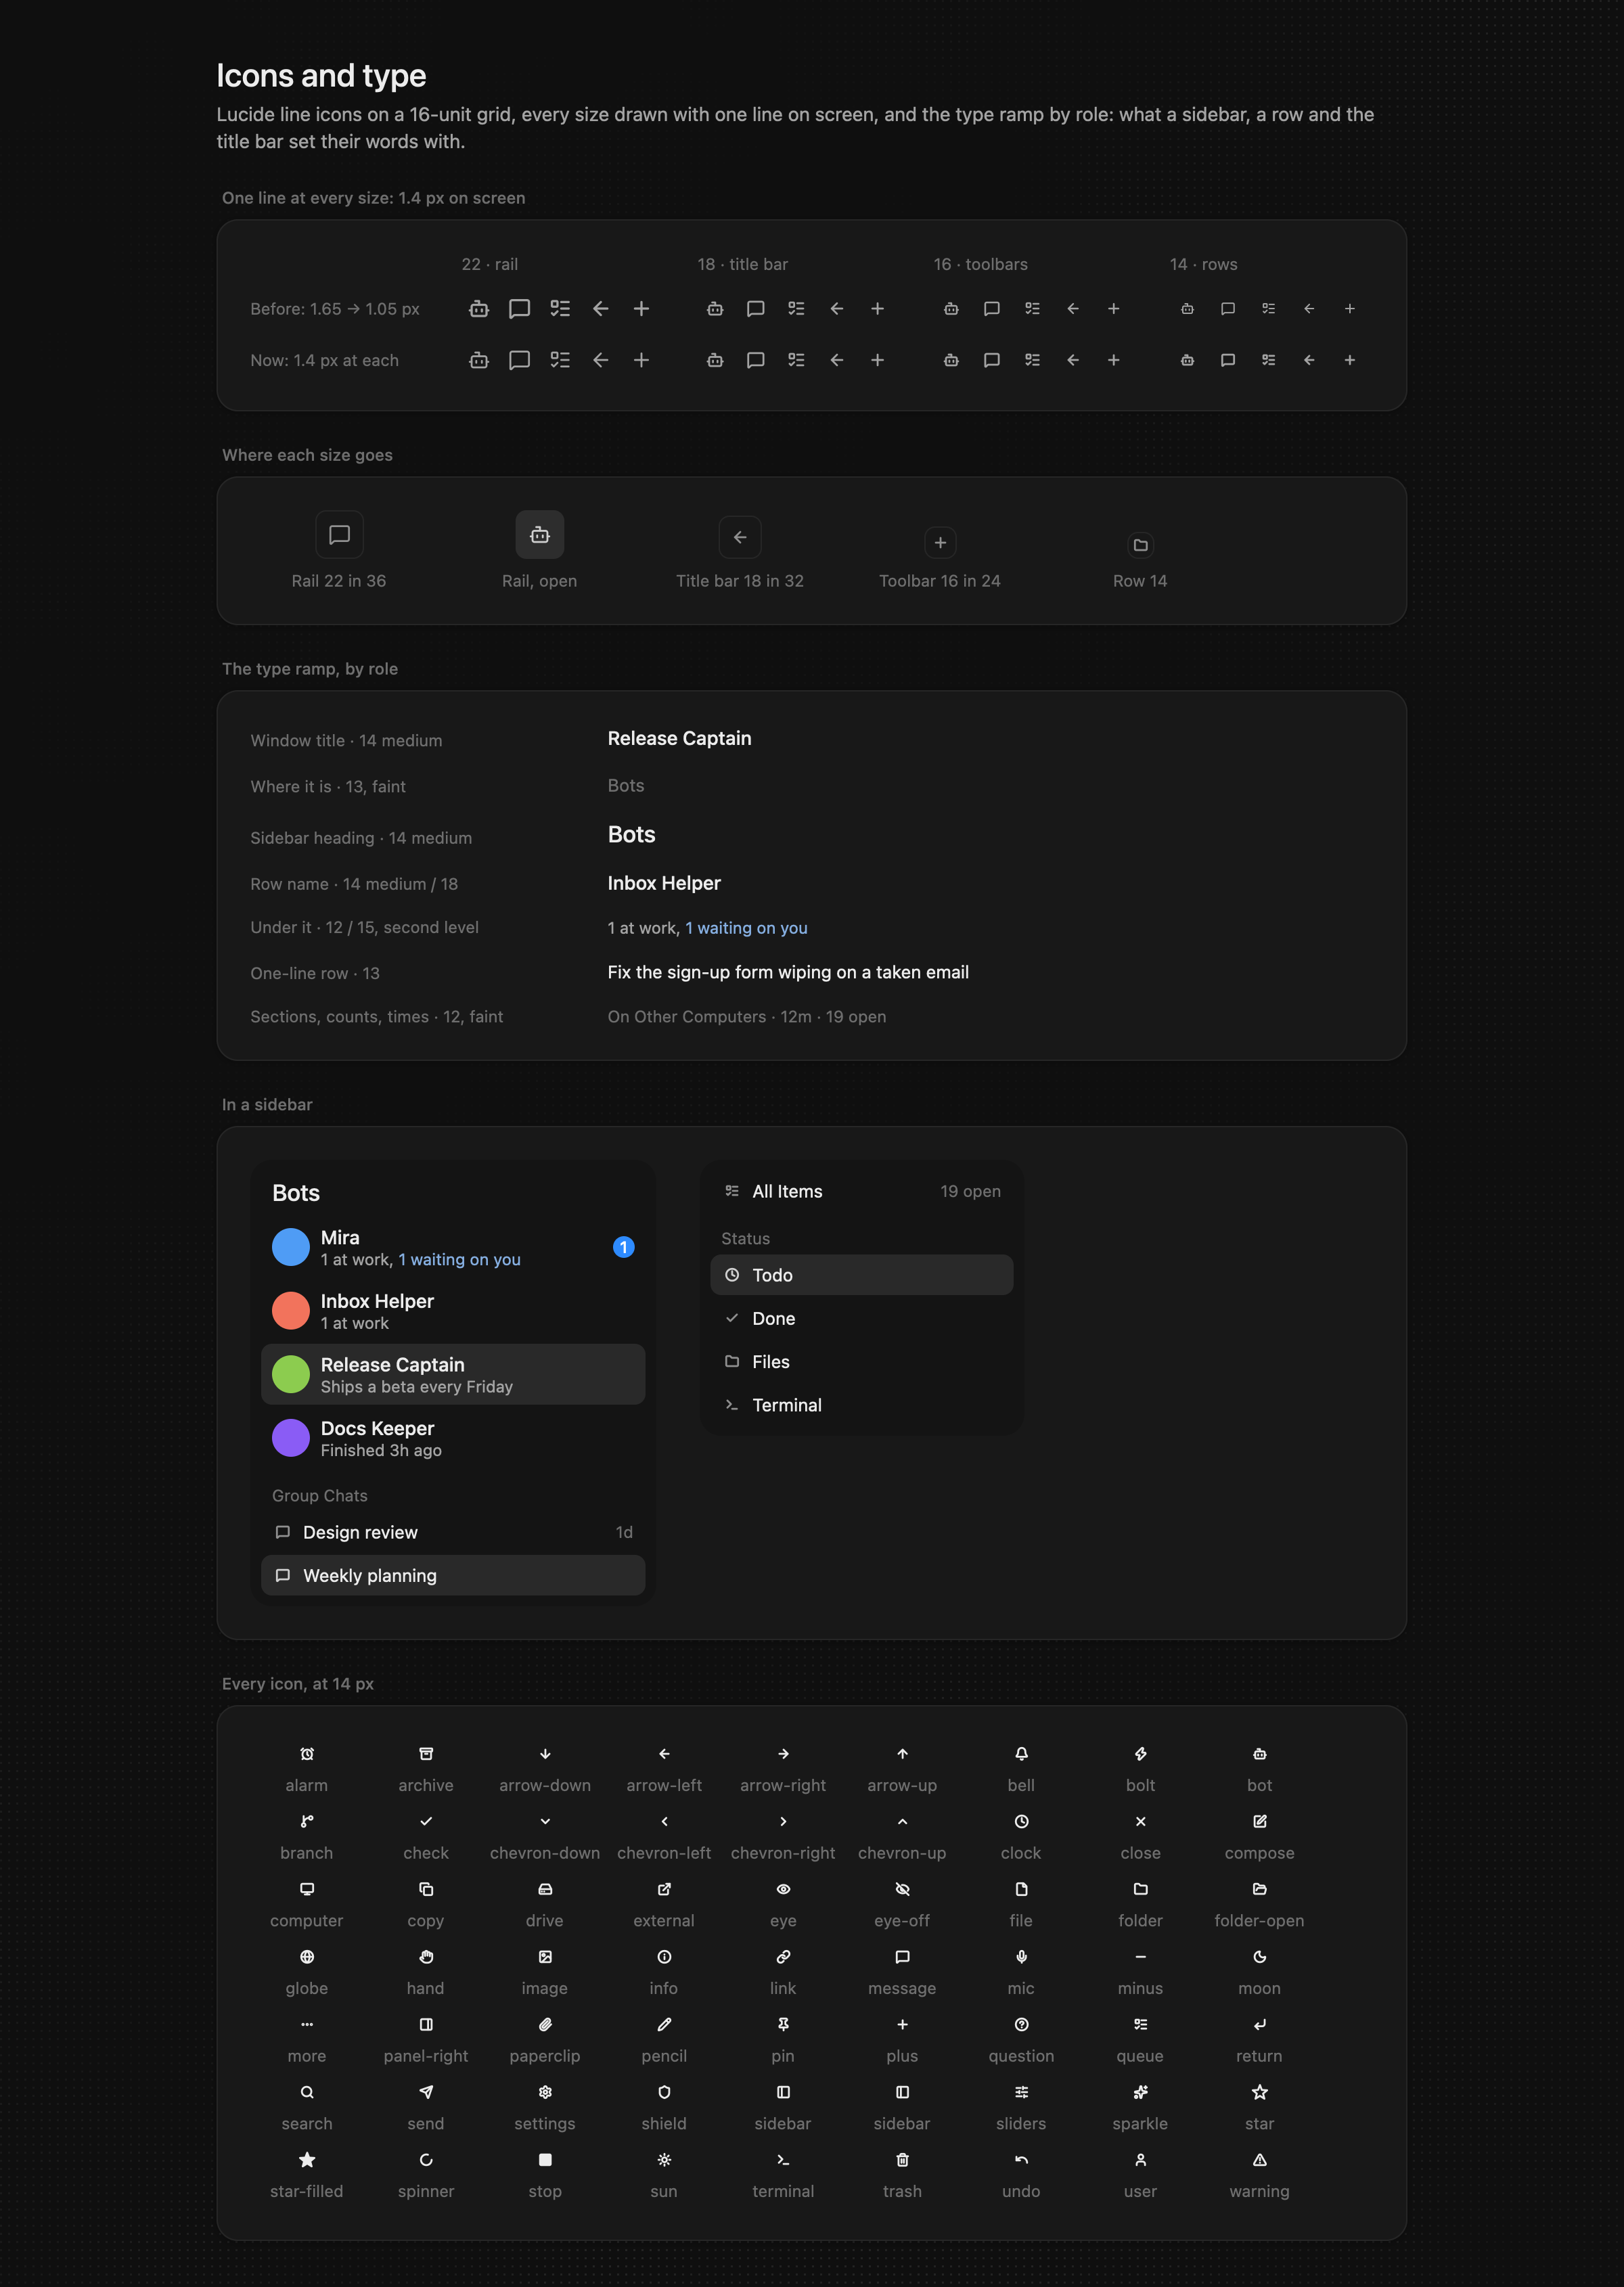 Icons and type
Lucide line icons on a 16-unit grid, every size drawn with one line on screen, and the type ramp by role: what a sidebar, a row and the
title bar set their words with.
One line at every size: 1.4 px on screen
22 · rail 18 · title bar 16 · toolbars 14 · rows
Before: 1.65 → 1.05 px
Now: 1.4 px at each
Where each size goes
Rail 22 in 36 Rail, open Title bar 18 in 32 Toolbar 16 in 24 Row 14
The type ramp, by role
Window title · 14 medium Release Captain
Where it is · 13, faint Bots
Sidebar heading · 14 medium Bots
Row name · 14 medium / 18 Inbox Helper
Under it · 12 / 15, second level 1 at work, 1 waiting on you
One-line row · 13 Fix the sign-up form wiping on a taken email
Sections, counts, times · 12, faint On Other Computers · 12m · 19 open
In a sidebar
Bots
Mira
1 at work, 1 waiting on you 1
Inbox Helper
1 at work
Release Captain
Ships a beta every Friday
Docs Keeper
Finished 3h ago
Group Chats
Design review 1d
Weekly planning
All Items 19 open
Status
Todo
Done
Files
Terminal
Every icon, at 14 px
alarm archive arrow-down arrow-left arrow-right arrow-up bell bolt bot
branch check chevron-down chevron-left chevron-right chevron-up clock close compose
computer copy drive external eye eye-off file folder folder-open
globe hand image info link message mic minus moon
more panel-right paperclip pencil pin plus question queue return
search send settings shield sidebar sidebar sliders sparkle star
star-filled spinner stop sun terminal trash undo user warning